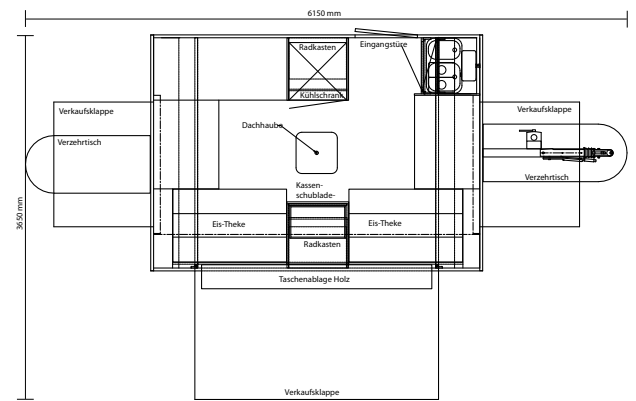 6150 mm
Radkasten
Eingangstüre
Kühlschrank
Verkaufsklappe
Verkaufsklappe
Dachhaube
Verzehrtisch
Verzehrtisch
Kassen-
schublade-
3650 mm
Eis-Theke
Eis-Theke
Radkasten
Taschenablage Holz
Verkaufsklappe